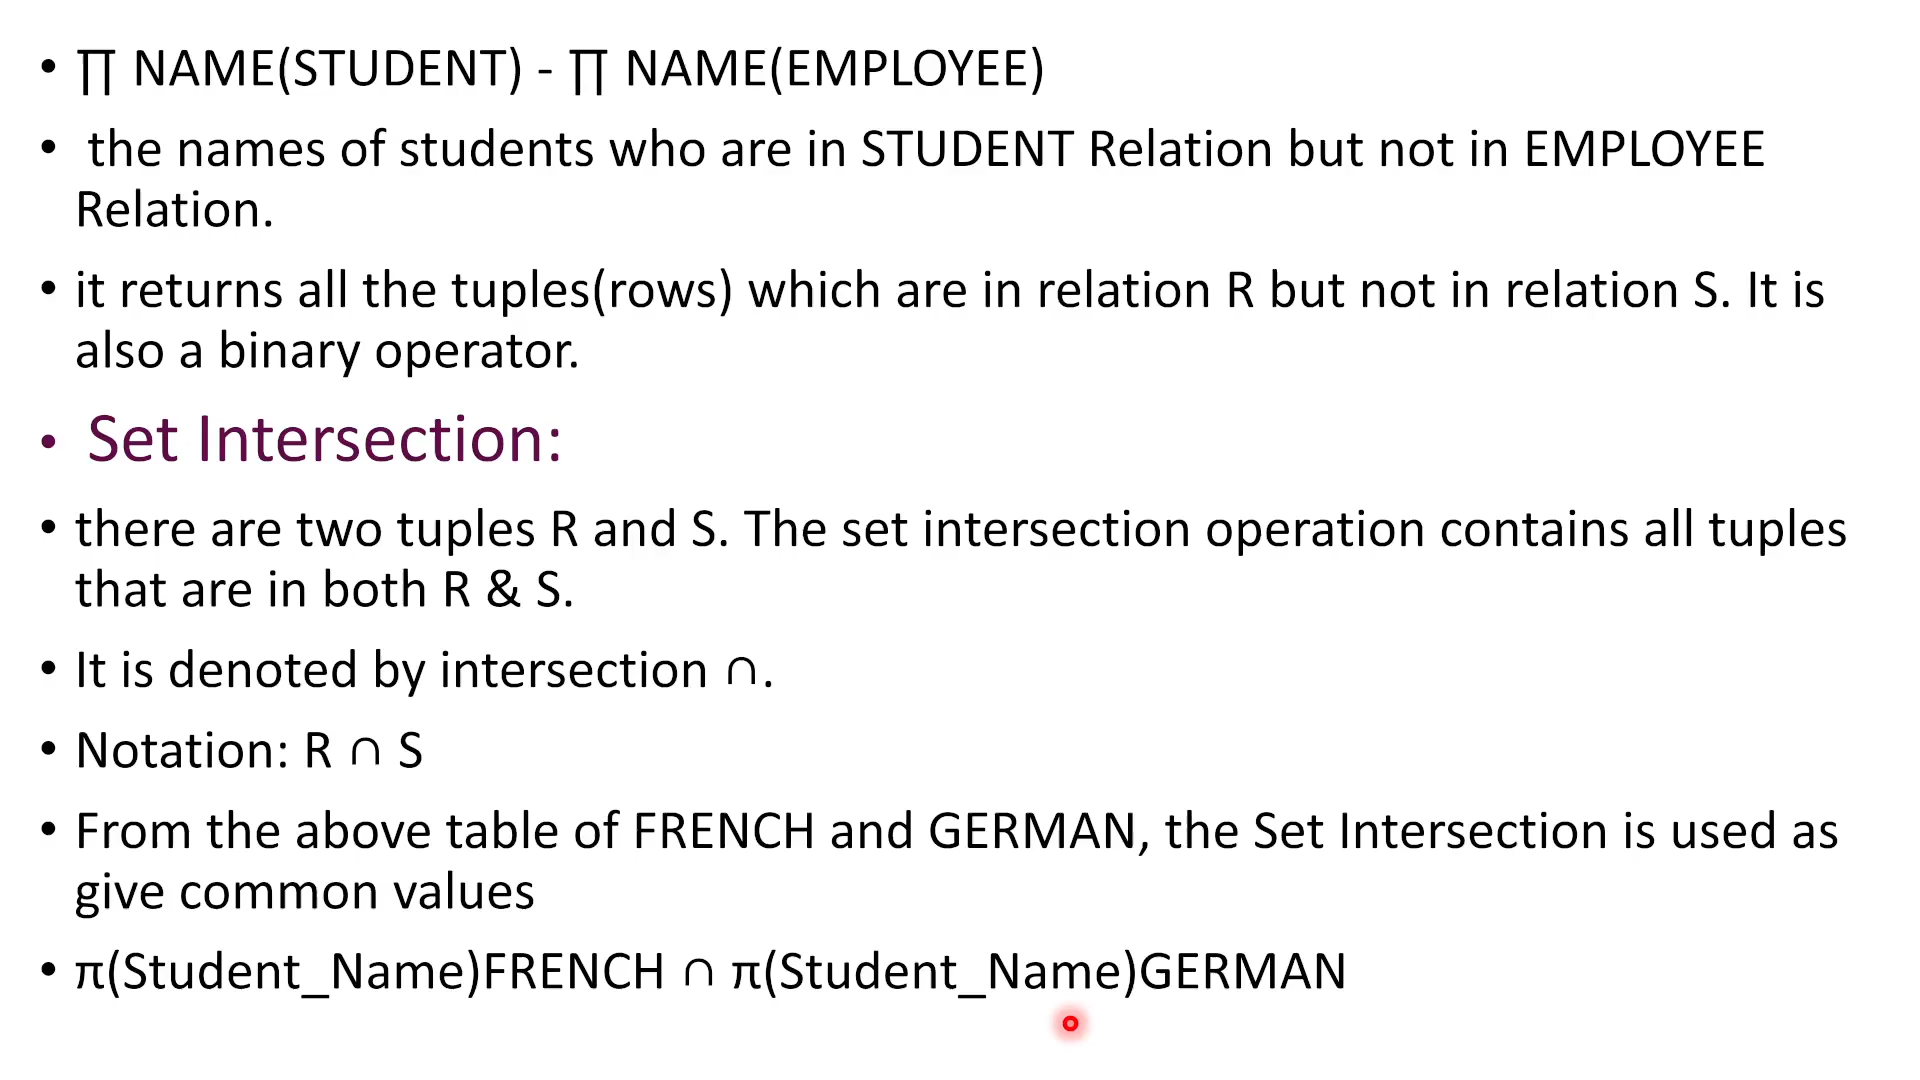 • ∏ NAME(STUDENT) - ∏ NAME(EMPLOYEE)
• the names of students who are in STUDENT Relation but not in EMPLOYEE
Relation.
• it returns all the tuples(rows) which are in relation R but not in relation S. It is
also a binary operator.
• Set Intersection:
• there are two tuples R and S. The set intersection operation contains all tuples
that are in both R & S.
• It is denoted by intersection ∩.
• Notation: R ∩ S
• From the above table of FRENCH and GERMAN, the Set Intersection is used as
give common values
• π(Student_Name)FRENCH ∩ π(Student_Name)GERMAN